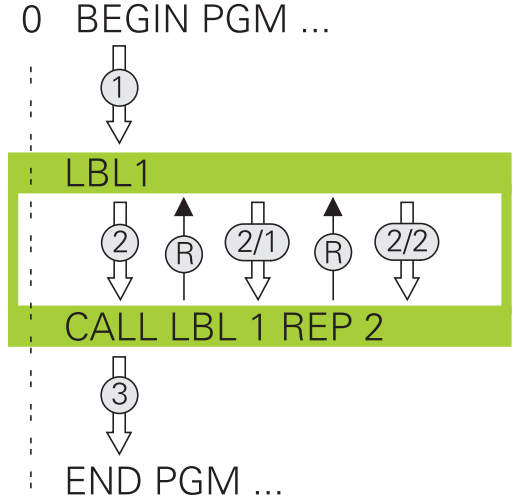 0 BEGIN PGM ...
1
LBL1
2 R 2/1 R 2/2
CALL LBL 1 REP 2
3
END PGM ...